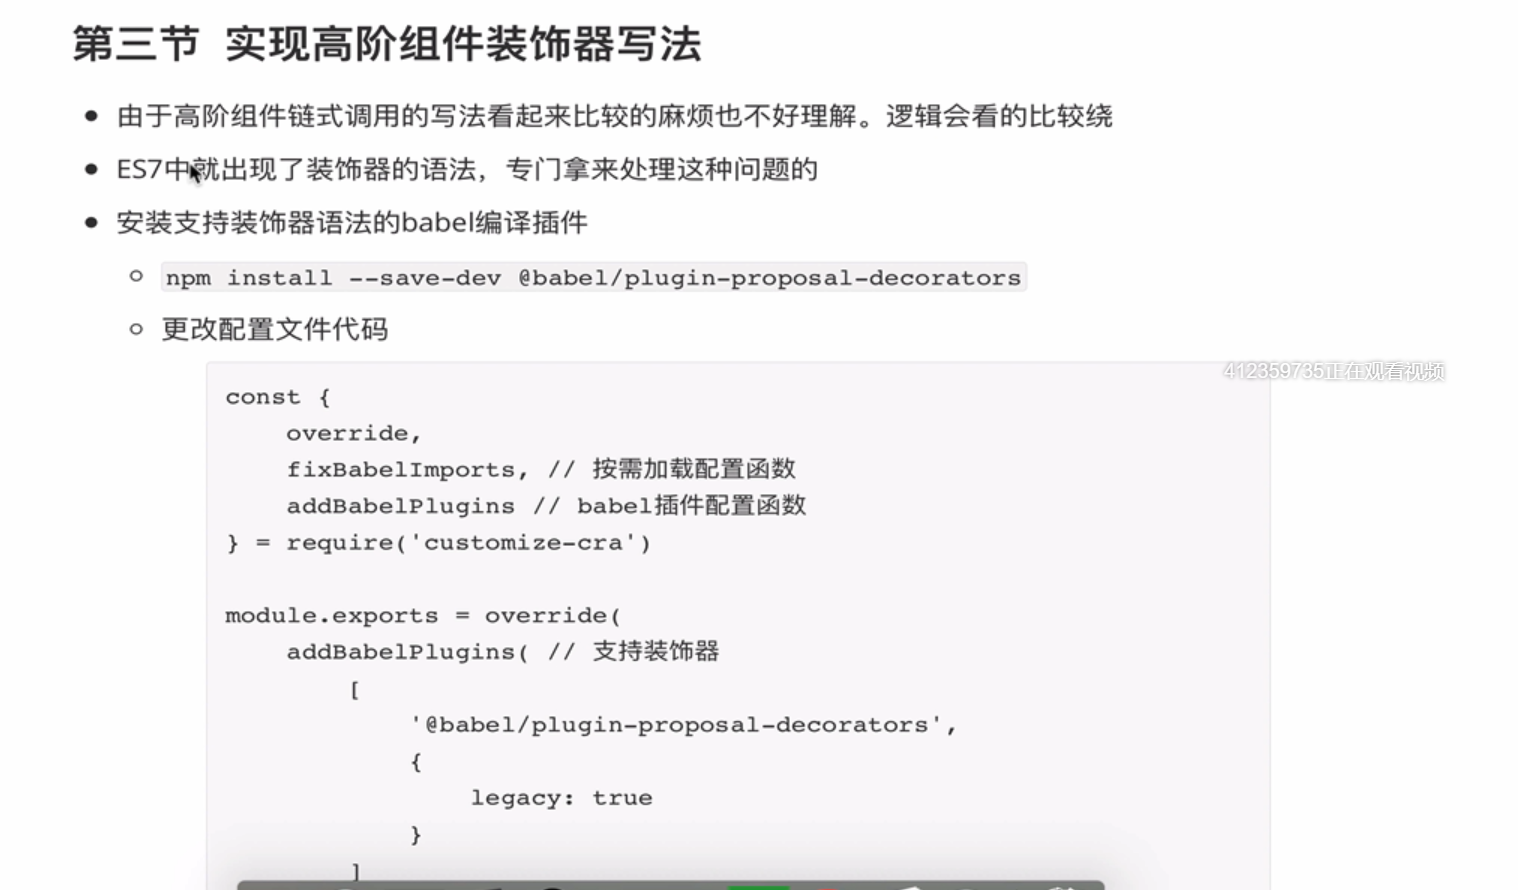 第三节 实现高阶组件装饰器写法
由于高阶组件链式调用的写法看起来比较的麻烦也不好理解。逻辑会看的比较绕
ES7中就出现了装饰器的语法，专门拿来处理这种问题的
安装支持装饰器语法的babel编译插件
npm install --save-dev @babel/plugin-proposal-decorators
更改配置文件代码
412359735正在观看视频
const {
override,
fixBabelImports, // 按需加载配置函数
addBabelPlugins // babel插件配置函数
} = require('customize-cra')
module.exports = override(
addBabelPlugins( // 支持装饰器
[
'@babel/plugin-proposal-decorators',
{
legacy: true
}
]